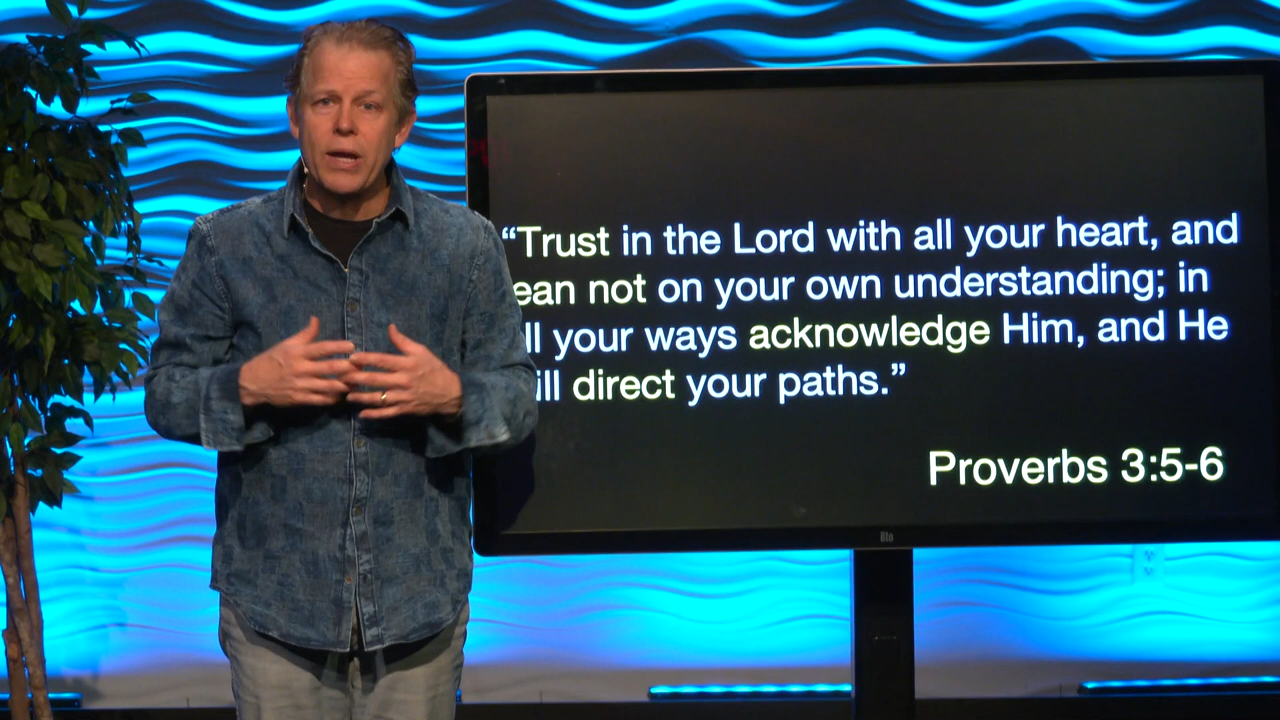 “Trust in the Lord with all your heart, and
ean not on your own understanding; in
ll your ways acknowledge Him, and He
ill direct your paths.”
Proverbs 3:5-6